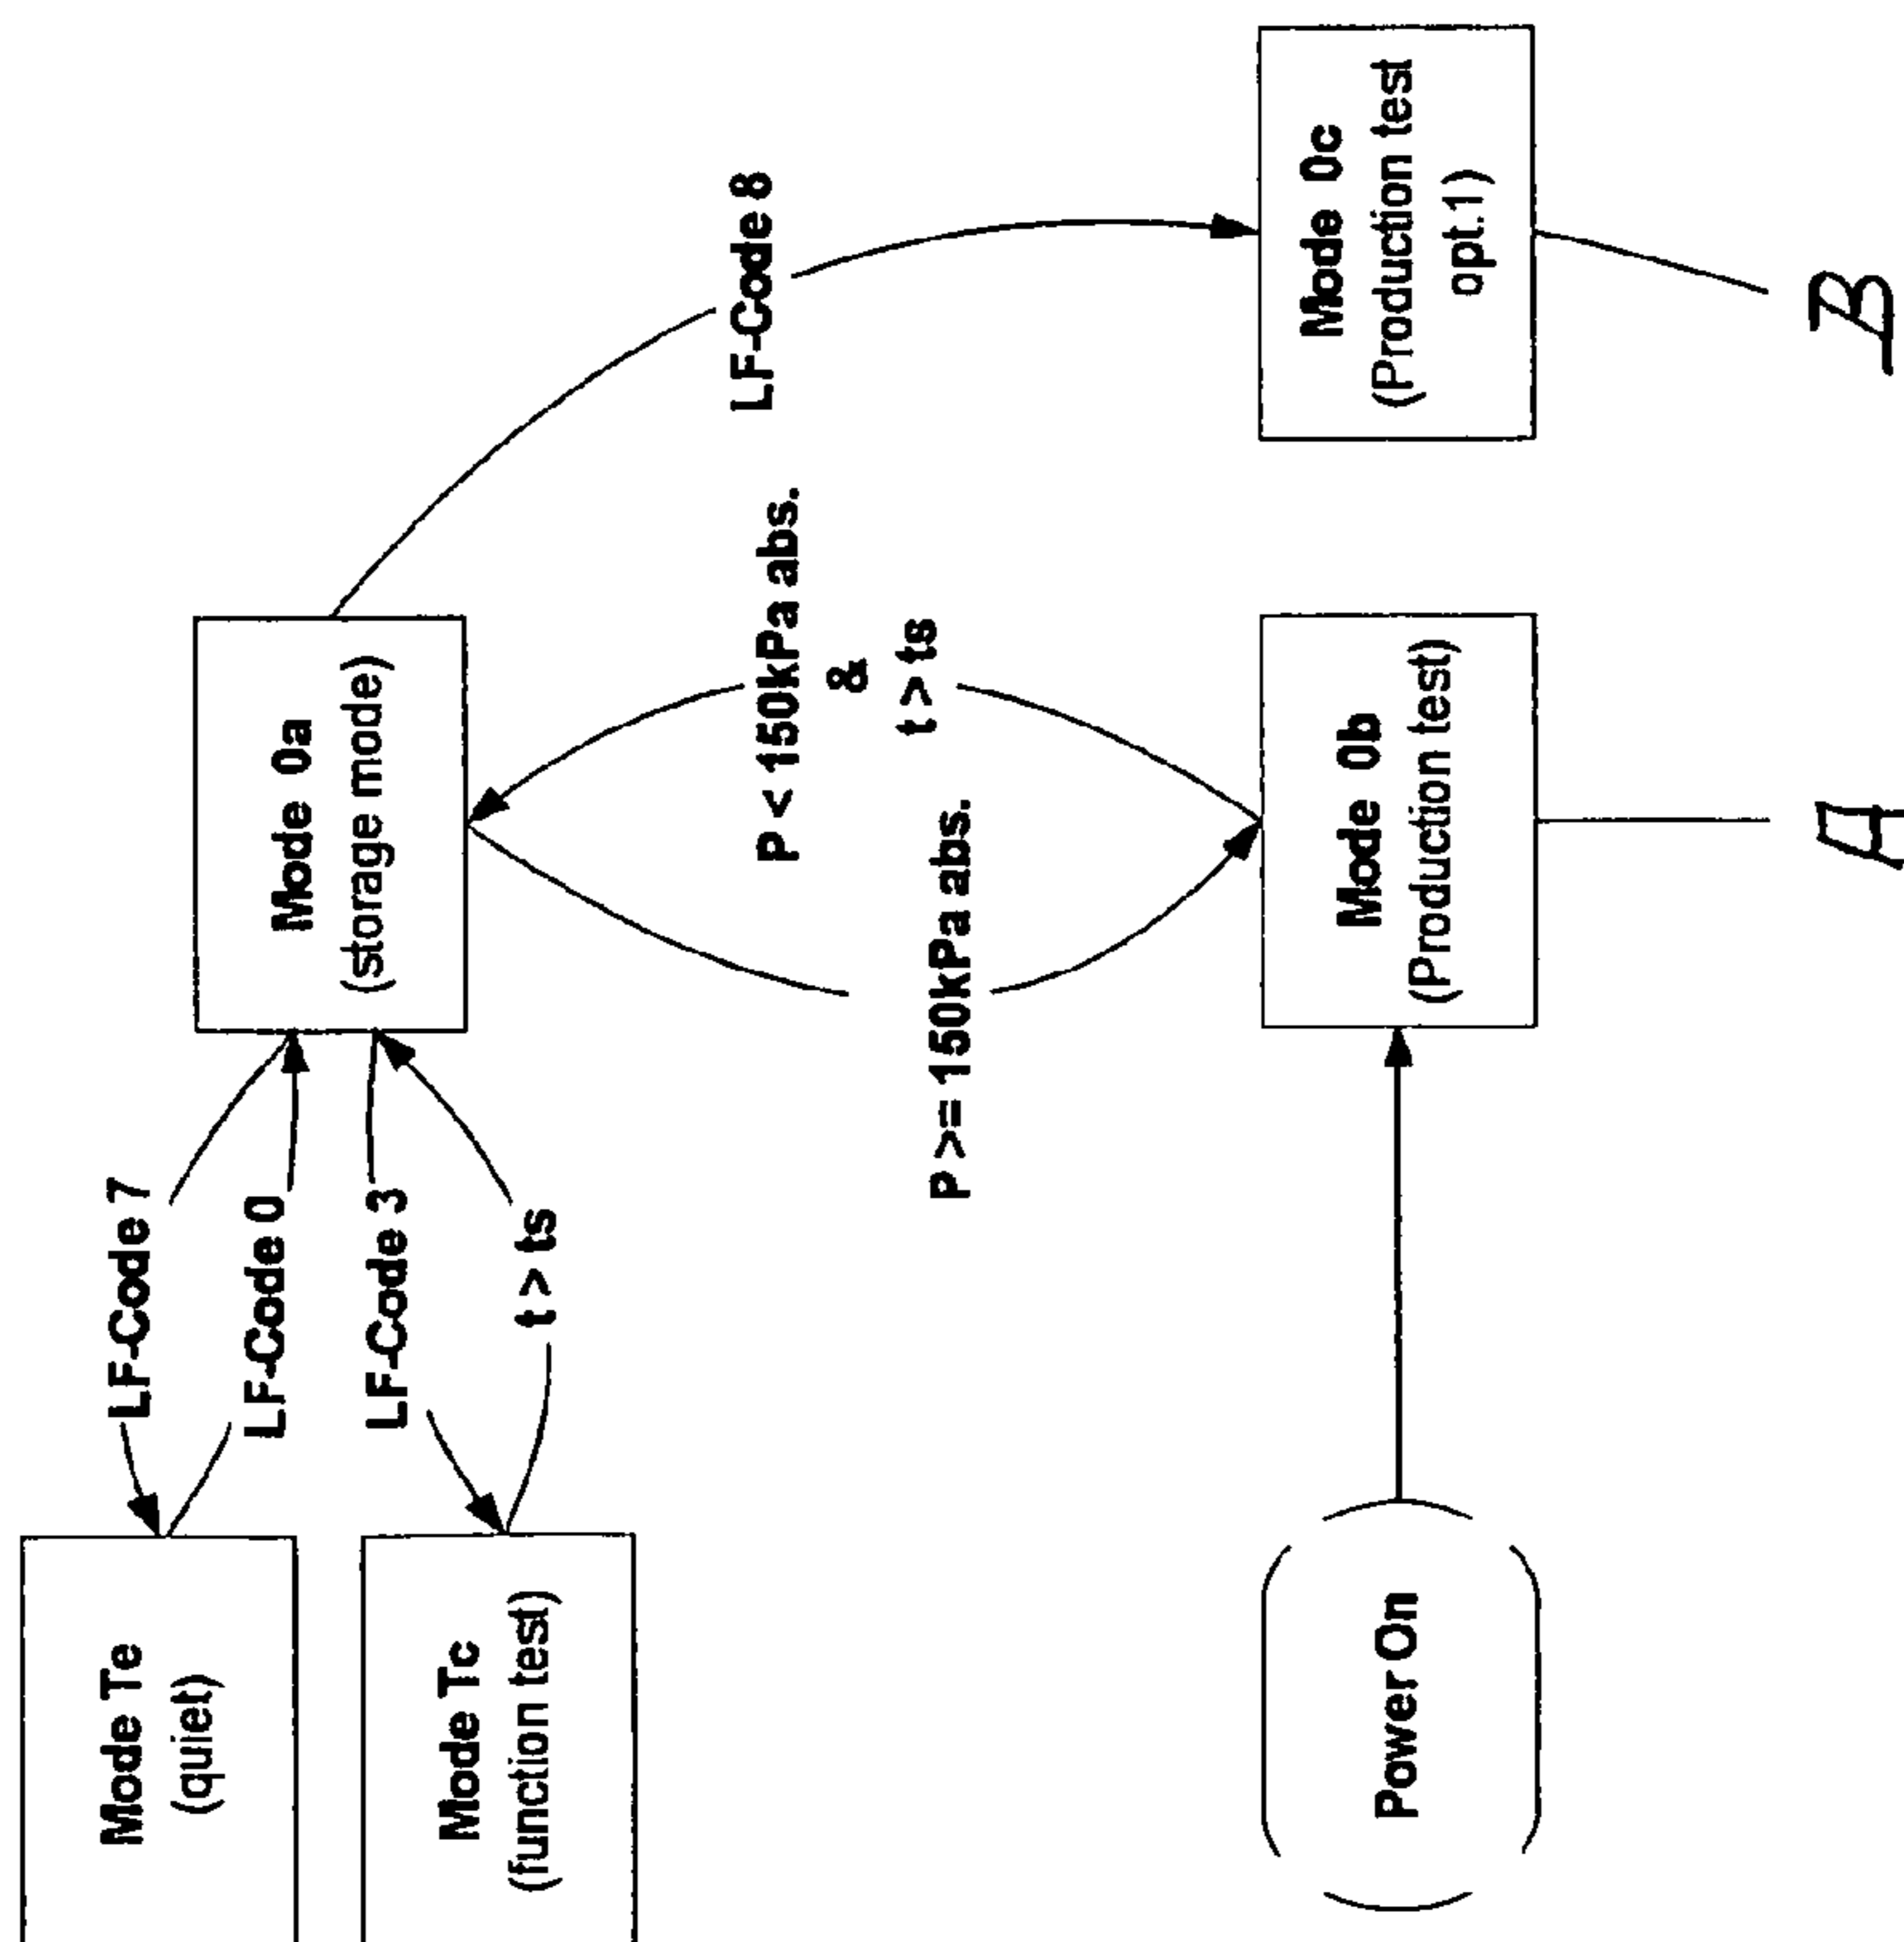 Mode Te
(quiet)
LF-Code 7
LF-Code 0
Mode Tc
(function test)
LF-Code 3
t > ts
Mode 0a
(storage mode)
LF-Code 8
P < 150kPa abs.
&
t > ts
P >= 150kPa abs.
Power On
Mode 0b
(Production test)
Mode 0c
(Production test
opt.1)
A
B